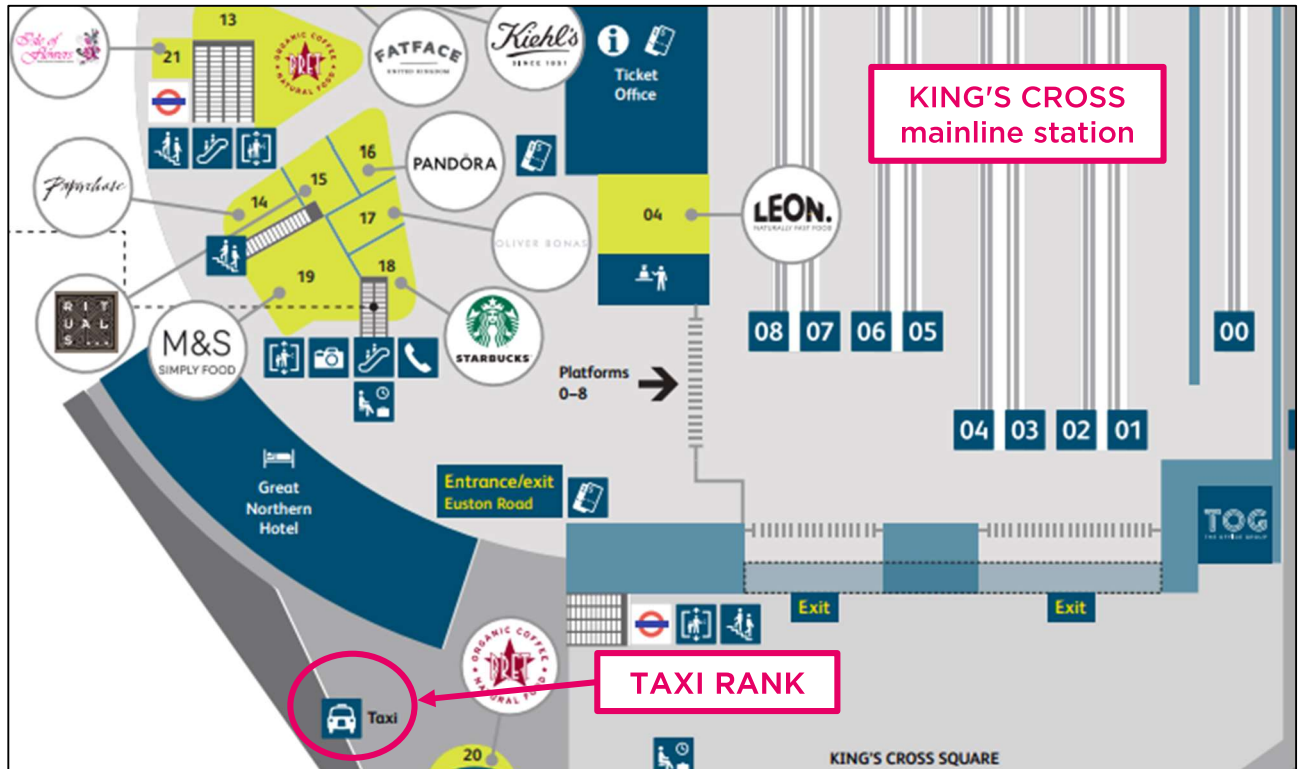 13
Isle of
Flowers
21
ORGANIC COFFEE
PRET
NATURAL FOOD
FATFACE
UNITED KINGDOM
Kiehl's
SINCE 1851
Ticket
Office
KING'S CROSS
mainline station
Paperchase
16
PANDÖRA
15
14
17
OLIVER BONAS
04
LEON.
NATURALLY FAST FOOD
19
18
RIT
UAL
S...
M&S
SIMPLY FOOD
STARBUCKS
08
07
06
05
00
Platforms
0–8
04
03
02
01
Great
Northern
Hotel
Entrance/exit
Euston Road
TOG
THE OFFICE GROUP
Exit
Exit
ORGANIC COFFEE
PRET
NATURAL FOOD
TAXI RANK
Taxi
20
KING'S CROSS SQUARE